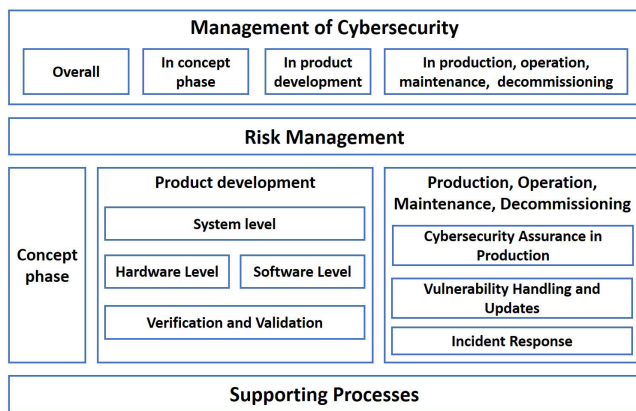 Management of Cybersecurity
Overall
In concept
phase
In product
development
In production, operation,
maintenance, decommissioning
Risk Management
Concept
phase
Product development
System level
Hardware Level
Software Level
Verification and Validation
Production, Operation,
Maintenance, Decommissioning
Cybersecurity Assurance in
Production
Vulnerability Handling and
Updates
Incident Response
Supporting Processes